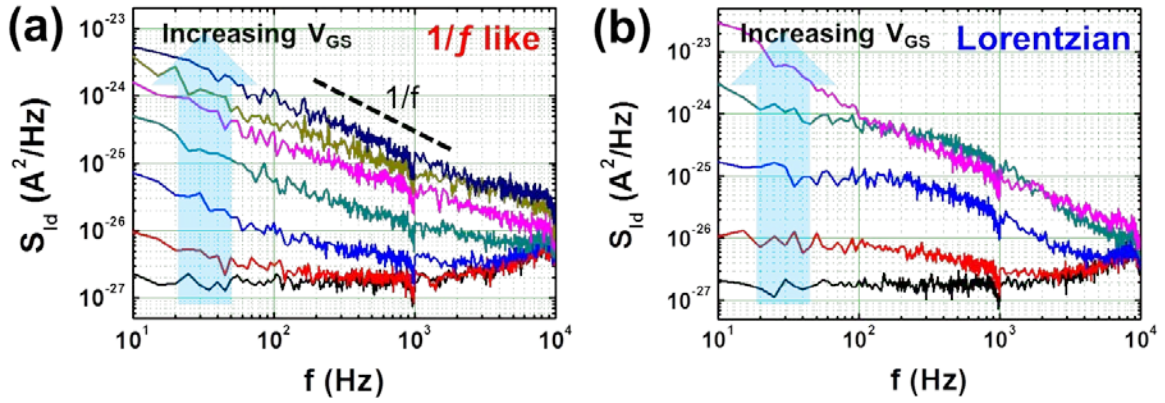 (a)
Increasing V_GS
1/f like
1/f
10^-23
10^-24
10^-25
10^-26
10^-27
S_Id (A^2/Hz)
10^1 10^2 10^3 10^4
f (Hz)
(b)
Increasing V_GS
Lorentzian
10^-23
10^-24
10^-25
10^-26
10^-27
S_Id (A^2/Hz)
10^1 10^2 10^3 10^4
f (Hz)